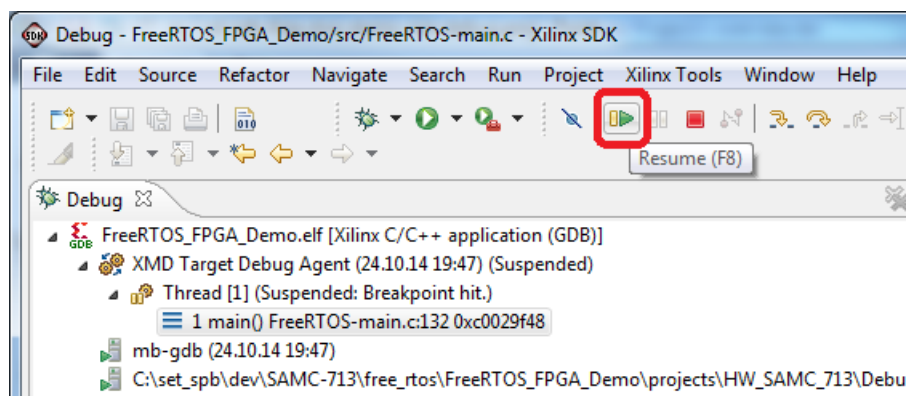 Debug - FreeRTOS_FPGA_Demo/src/FreeRTOS-main.c - Xilinx SDK
File Edit Source Refactor Navigate Search Run Project Xilinx Tools Window Help
010
Resume (F8)
Debug
FreeRTOS_FPGA_Demo.elf [Xilinx C/C++ application (GDB)]
XMD Target Debug Agent (24.10.14 19:47) (Suspended)
Thread [1] (Suspended: Breakpoint hit.)
1 main() FreeRTOS-main.c:132 0xc0029f48
mb-gdb (24.10.14 19:47)
C:\set_spb\dev\SAMC-713\free_rtos\FreeRTOS_FPGA_Demo\projects\HW_SAMC_713\Debu